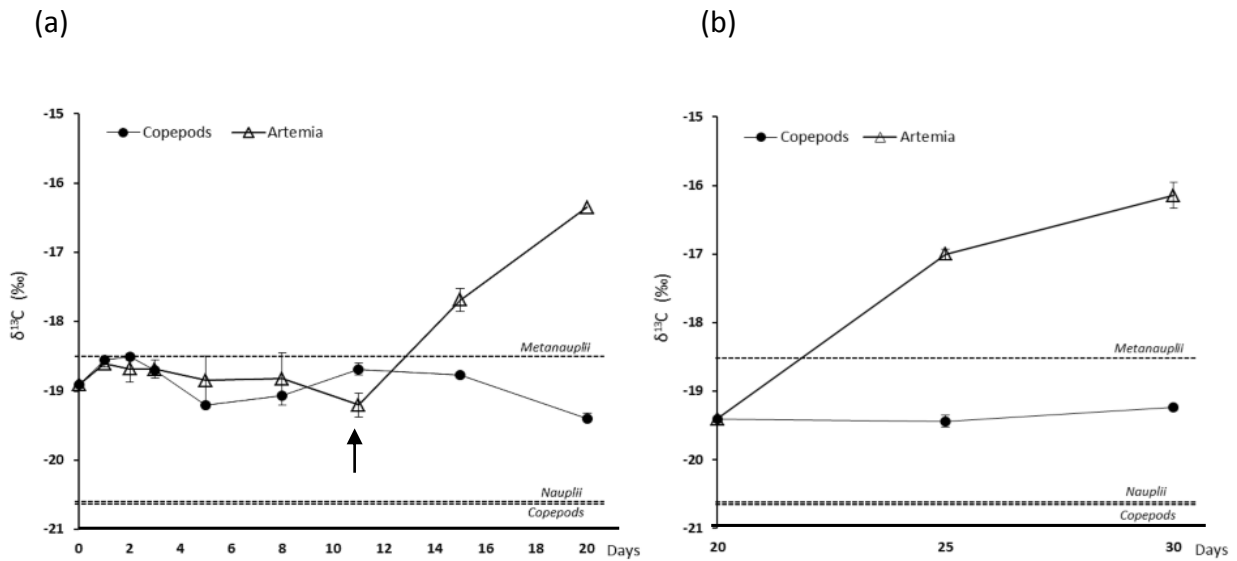 (a)
(b)
-15
-16
-17
-18
-19
-20
-21
δ¹³C (‰)
Copepods
Artemia
Metanauplii
Nauplii
Copepods
0 2 4 6 8 10 12 14 16 18 20 Days
-15
-16
-17
-18
-19
-20
-21
δ¹³C (‰)
Copepods
Artemia
Metanauplii
Nauplii
Copepods
20 25 30 Days